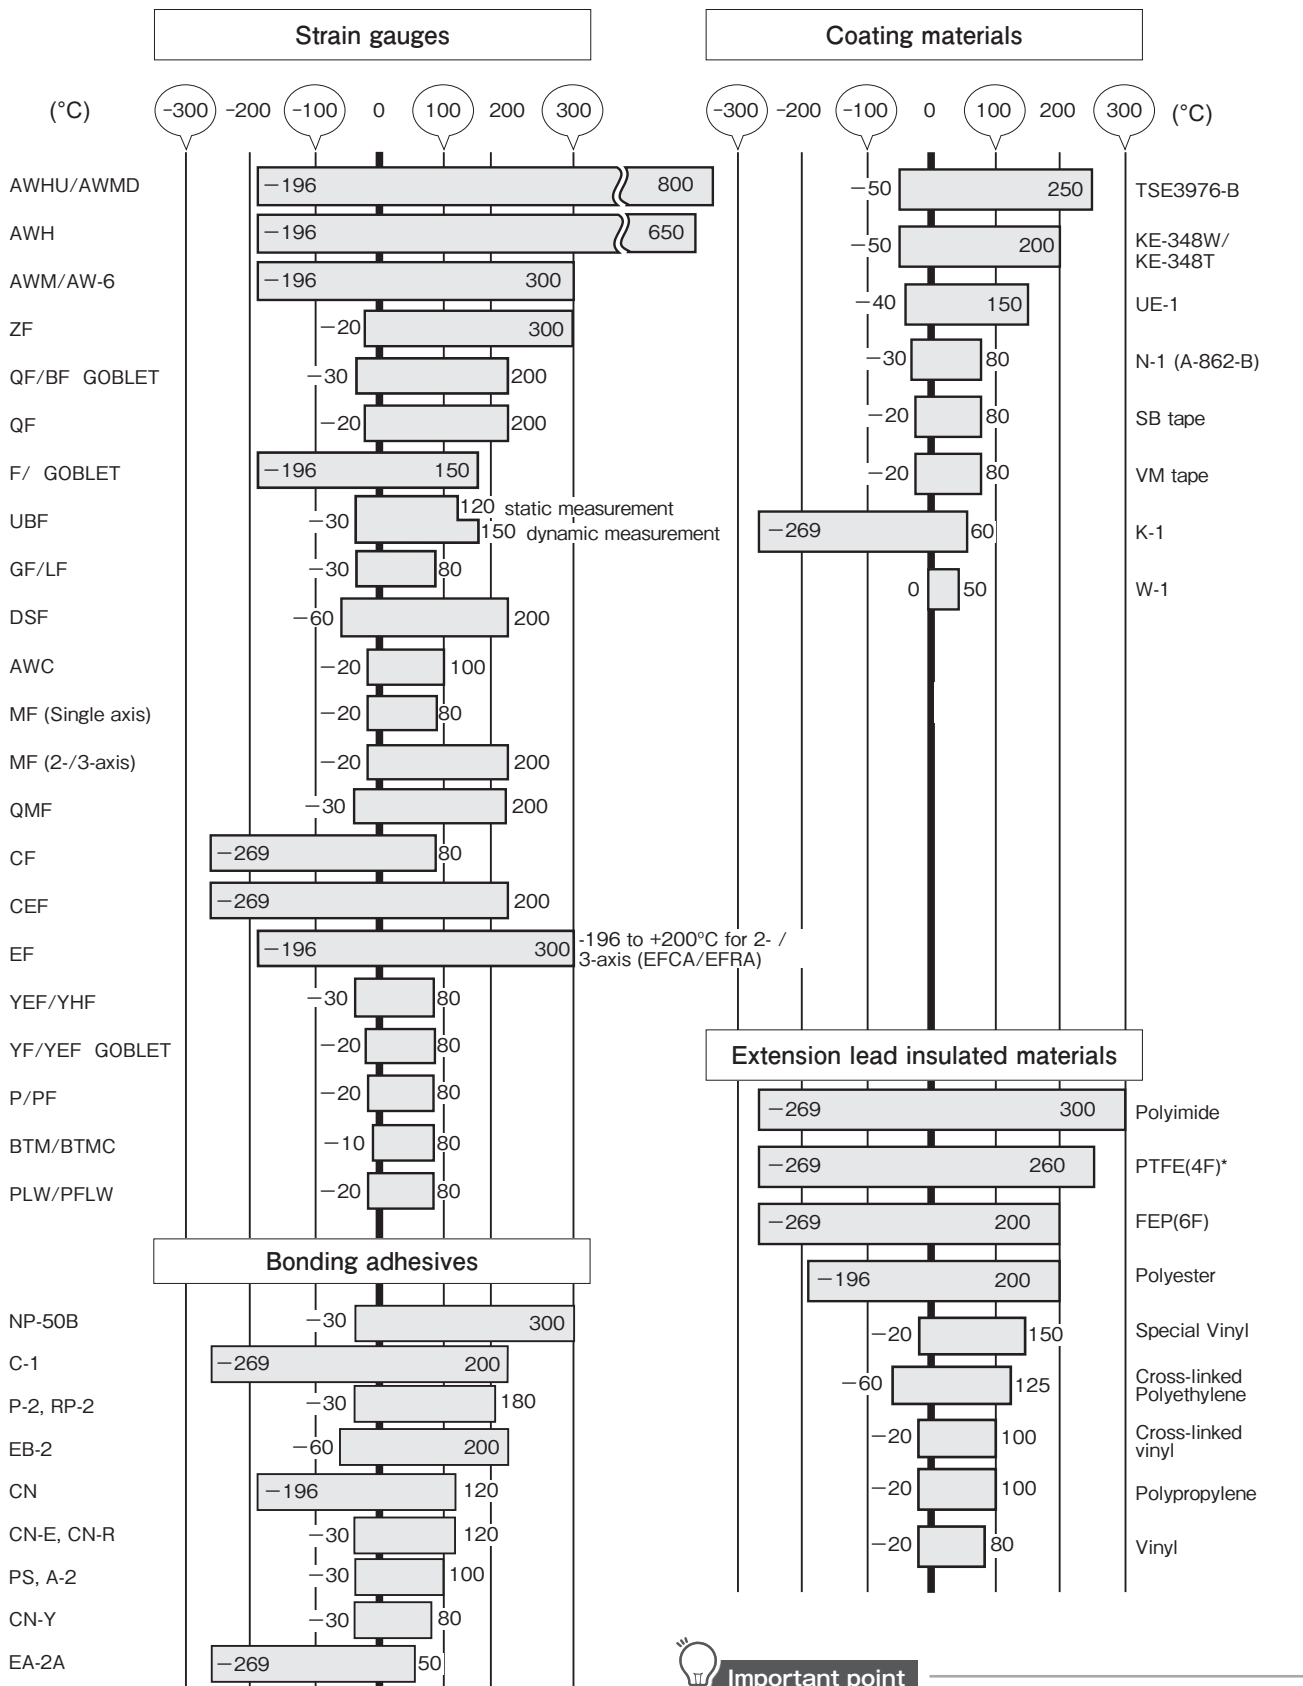 Strain gauges
(°C)
-300 -200 -100 0 100 200 300
AWHU/AWMD −196 800
AWH −196 650
AWM/AW-6 −196 300
ZF −20 300
QF/BF GOBLET −30 200
QF −20 200
F/ GOBLET −196 150
UBF −30 120 static measurement
150 dynamic measurement
GF/LF −30 80
DSF −60 200
AWC −20 100
MF (Single axis) −20 80
MF (2-/3-axis) −20 200
QMF −30 200
CF −269 80
CEF −269 200
EF −196 300 -196 to +200°C for 2- /
3-axis (EFCA/EFRA)
YEF/YHF −30 80
YF/YEF GOBLET −20 80
P/PF −20 80
BTM/BTMC −10 80
PLW/PFLW −20 80
Bonding adhesives
NP-50B −30 300
C-1 −269 200
P-2, RP-2 −30 180
EB-2 −60 200
CN −196 120
CN-E, CN-R −30 120
PS, A-2 −30 100
CN-Y −30 80
EA-2A −269 50
Coating materials
-300 -200 -100 0 100 200 300 (°C)
−50 250 TSE3976-B
−50 200 KE-348W/
KE-348T
−40 150 UE-1
−30 80 N-1 (A-862-B)
−20 80 SB tape
−20 80 VM tape
−269 60 K-1
0 50 W-1
Extension lead insulated materials
−269 300 Polyimide
−269 260 PTFE(4F)*
−269 200 FEP(6F)
−196 200 Polyester
−20 150 Special Vinyl
−60 125 Cross-linked
Polyethylene
−20 100 Cross-linked
vinyl
−20 100 Polypropylene
−20 80 Vinyl
Important point